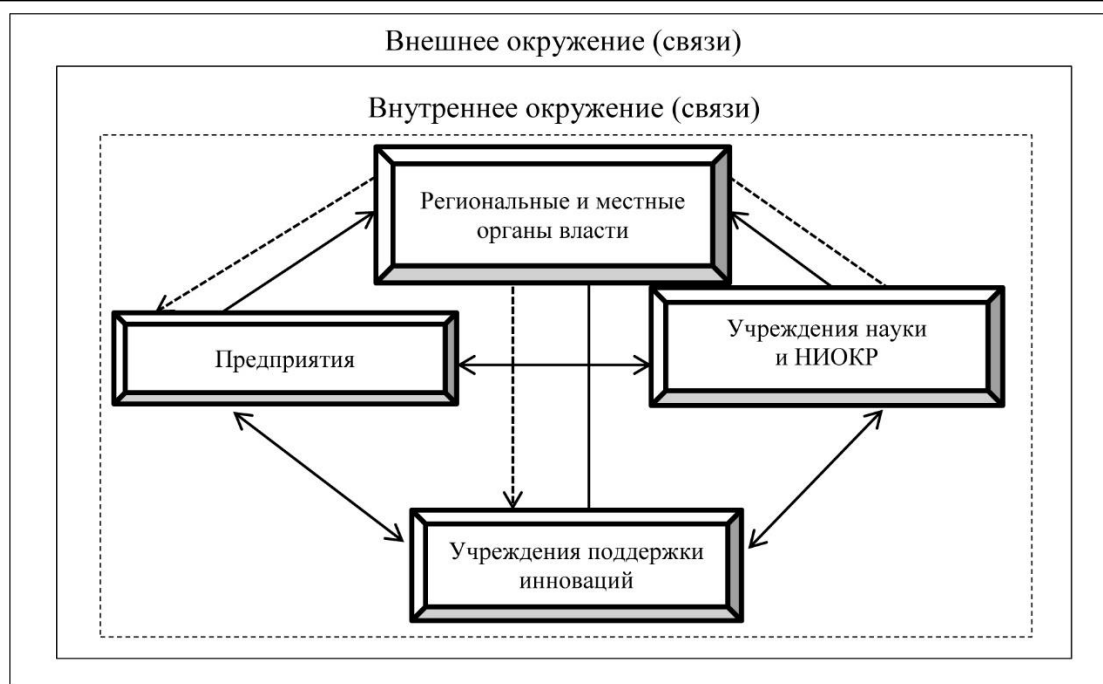 Внешнее окружение (связи)
Внутреннее окружение (связи)
Региональные и местные
органы власти
Предприятия
Учреждения науки
и НИОКР
Учреждения поддержки
инноваций